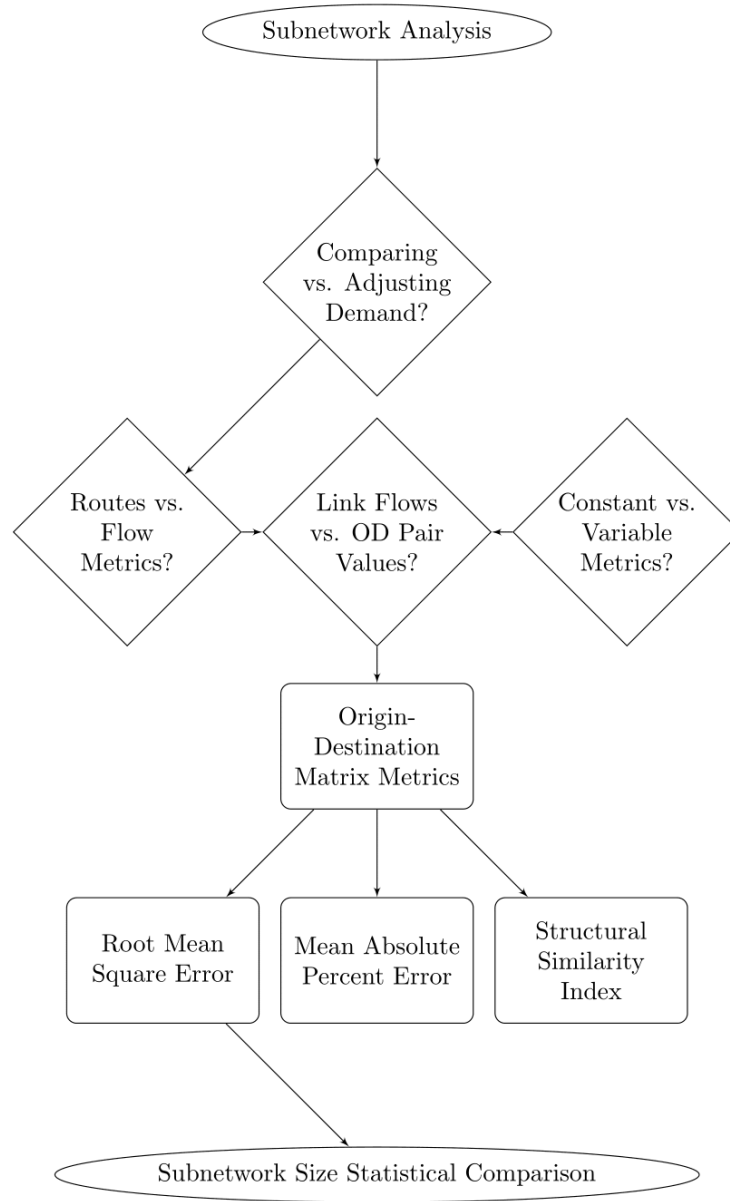 Subnetwork Analysis
Comparing
vs. Adjusting
Demand?
Routes vs.
Flow
Metrics?
Link Flows
vs. OD Pair
Values?
Constant vs.
Variable
Metrics?
Origin-
Destination
Matrix Metrics
Root Mean
Square Error
Mean Absolute
Percent Error
Structural
Similarity
Index
Subnetwork Size Statistical Comparison